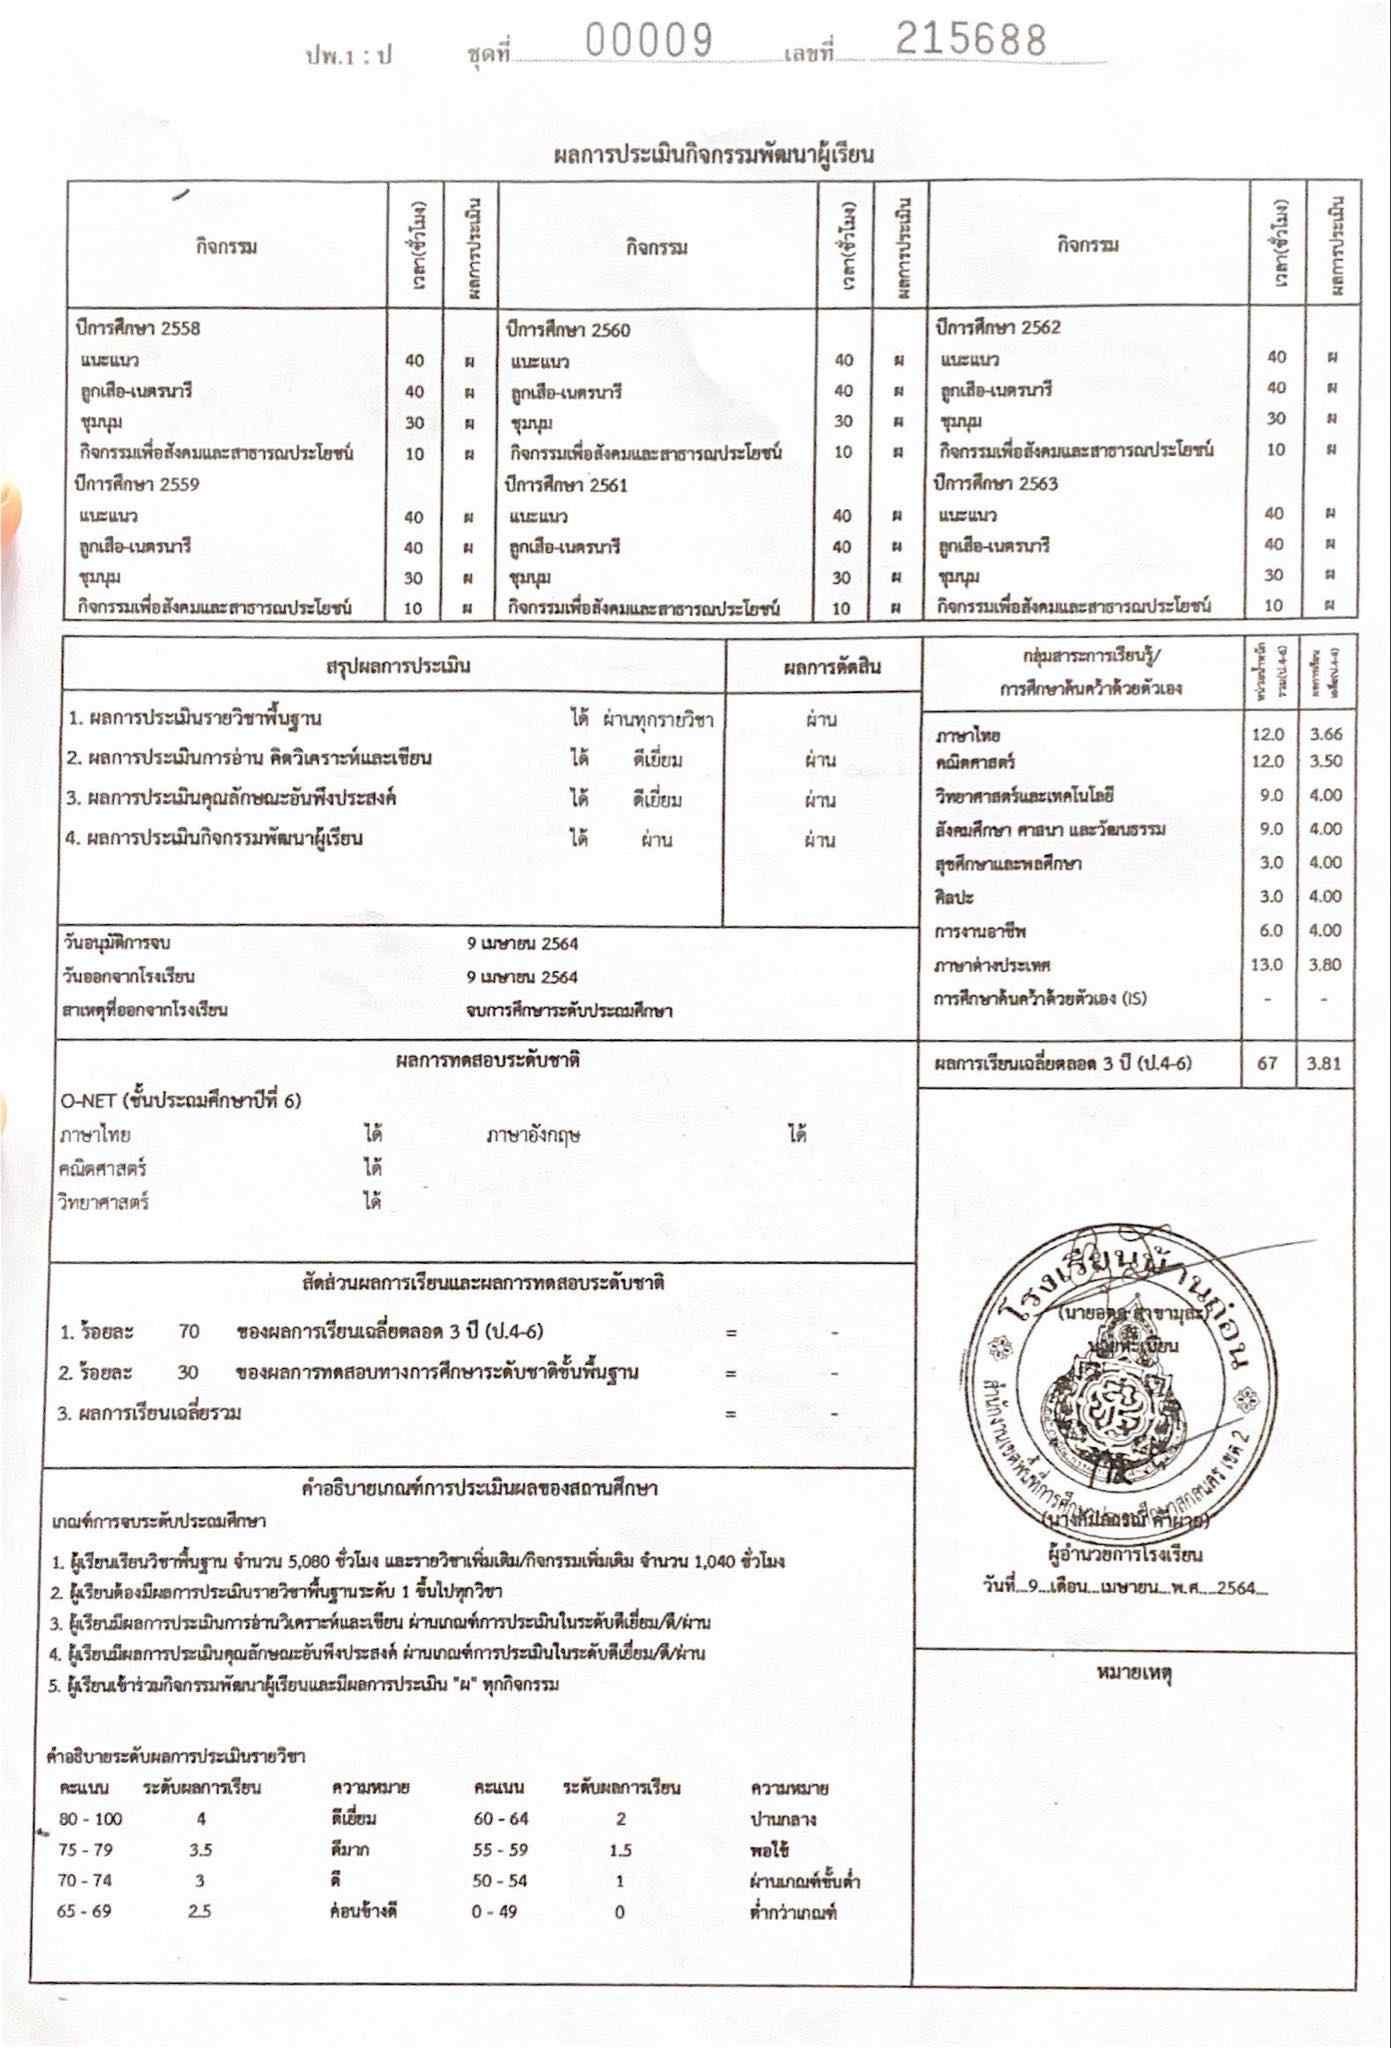 ปพ.1 : ป ชุดที่ 00009 เลขที่ 215688
ผลการประเมินกิจกรรมพัฒนาผู้เรียน
กิจกรรม เวลา(ชั่วโมง) ผลการประเมิน กิจกรรม เวลา(ชั่วโมง) ผลการประเมิน กิจกรรม เวลา(ชั่วโมง) ผลการประเมิน
ปีการศึกษา 2558 ปีการศึกษา 2560 ปีการศึกษา 2562
แนะแนว 40 ผ แนะแนว 40 ผ แนะแนว 40 ผ
ลูกเสือ-เนตรนารี 40 ผ ลูกเสือ-เนตรนารี 40 ผ ลูกเสือ-เนตรนารี 40 ผ
ชุมนุม 30 ผ ชุมนุม 30 ผ ชุมนุม 30 ผ
กิจกรรมเพื่อสังคมและสาธารณประโยชน์ 10 ผ กิจกรรมเพื่อสังคมและสาธารณประโยชน์ 10 ผ กิจกรรมเพื่อสังคมและสาธารณประโยชน์ 10 ผ
ปีการศึกษา 2559 ปีการศึกษา 2561 ปีการศึกษา 2563
แนะแนว 40 ผ แนะแนว 40 ผ แนะแนว 40 ผ
ลูกเสือ-เนตรนารี 40 ผ ลูกเสือ-เนตรนารี 40 ผ ลูกเสือ-เนตรนารี 40 ผ
ชุมนุม 30 ผ ชุมนุม 30 ผ ชุมนุม 30 ผ
กิจกรรมเพื่อสังคมและสาธารณประโยชน์ 10 ผ กิจกรรมเพื่อสังคมและสาธารณประโยชน์ 10 ผ กิจกรรมเพื่อสังคมและสาธารณประโยชน์ 10 ผ
สรุปผลการประเมิน ผลการตัดสิน
1. ผลการประเมินรายวิชาพื้นฐาน ได้ ผ่านทุกรายวิชา ผ่าน
2. ผลการประเมินการอ่าน คิดวิเคราะห์และเขียน ได้ ดีเยี่ยม ผ่าน
3. ผลการประเมินคุณลักษณะอันพึงประสงค์ ได้ ดีเยี่ยม ผ่าน
4. ผลการประเมินกิจกรรมพัฒนาผู้เรียน ได้ ผ่าน ผ่าน
วันอนุมัติการจบ 9 เมษายน 2564
วันออกจากโรงเรียน 9 เมษายน 2564
สาเหตุที่ออกจากโรงเรียน จบการศึกษาระดับประถมศึกษา
กลุ่มสาระการเรียนรู้/
การศึกษาค้นคว้าด้วยตัวเอง
หน่วยน้ำหนัก
รวม(ป.4-6)
ผลการเรียน
เฉลี่ย(ป.4-6)
ภาษาไทย 12.0 3.66
คณิตศาสตร์ 12.0 3.50
วิทยาศาสตร์และเทคโนโลยี 9.0 4.00
สังคมศึกษา ศาสนา และวัฒนธรรม 9.0 4.00
สุขศึกษาและพลศึกษา 3.0 4.00
ศิลปะ 3.0 4.00
การงานอาชีพ 6.0 4.00
ภาษาต่างประเทศ 13.0 3.80
การศึกษาค้นคว้าด้วยตัวเอง (IS) - -
ผลการเรียนเฉลี่ยตลอด 3 ปี (ป.4-6) 67 3.81
ผลการทดสอบระดับชาติ
O-NET (ชั้นประถมศึกษาปีที่ 6)
ภาษาไทย ได้ ภาษาอังกฤษ ได้
คณิตศาสตร์ ได้
วิทยาศาสตร์ ได้
สัดส่วนผลการเรียนและผลการทดสอบระดับชาติ
1. ร้อยละ 70 ของผลการเรียนเฉลี่ยตลอด 3 ปี (ป.4-6) = -
2. ร้อยละ 30 ของผลการทดสอบทางการศึกษาระดับชาติขั้นพื้นฐาน = -
3. ผลการเรียนเฉลี่ยรวม = -
โรงเรียนบ้านถ่อน
นายทะเบียน
สำนักงานเขตพื้นที่การศึกษาประถมศึกษาสกลนคร เขต 2
ผู้อำนวยการโรงเรียน
วันที่...9...เดือน...เมษายน...พ.ศ....2564...
คำอธิบายเกณฑ์การประเมินผลของสถานศึกษา
เกณฑ์การจบระดับประถมศึกษา
1. ผู้เรียนเรียนวิชาพื้นฐาน จำนวน 5,080 ชั่วโมง และรายวิชาเพิ่มเติม/กิจกรรมเพิ่มเติม จำนวน 1,040 ชั่วโมง
2. ผู้เรียนต้องมีผลการประเมินรายวิชาพื้นฐานระดับ 1 ขึ้นไปทุกวิชา
3. ผู้เรียนมีผลการประเมินการอ่านวิเคราะห์และเขียน ผ่านเกณฑ์การประเมินในระดับดีเยี่ยม/ดี/ผ่าน
4. ผู้เรียนมีผลการประเมินคุณลักษณะอันพึงประสงค์ ผ่านเกณฑ์การประเมินในระดับดีเยี่ยม/ดี/ผ่าน
5. ผู้เรียนเข้าร่วมกิจกรรมพัฒนาผู้เรียนและมีผลการประเมิน "ผ" ทุกกิจกรรม
หมายเหตุ
คำอธิบายระดับผลการประเมินรายวิชา
คะแนน ระดับผลการเรียน ความหมาย คะแนน ระดับผลการเรียน ความหมาย
80 - 100 4 ดีเยี่ยม 60 - 64 2 ปานกลาง
75 - 79 3.5 ดีมาก 55 - 59 1.5 พอใช้
70 - 74 3 ดี 50 - 54 1 ผ่านเกณฑ์ขั้นต่ำ
65 - 69 2.5 ค่อนข้างดี 0 - 49 0 ต่ำกว่าเกณฑ์